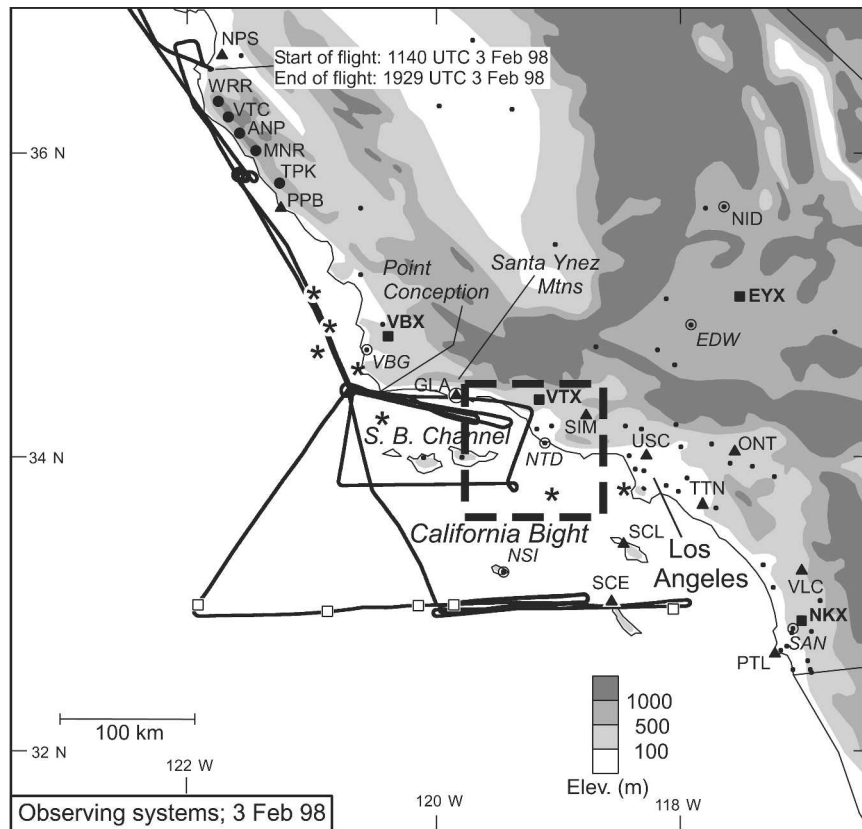 NPS
Start of flight: 1140 UTC 3 Feb 98
End of flight: 1929 UTC 3 Feb 98
WRR
VTC
ANP
36 N
MNR
TPK
PPB
NID
Point
Conception
Santa Ynez
Mtns
EYX
VBX
EDW
VBG
GLA
VTX
SIM
S. B. Channel
USC
ONT
NTD
34 N
TTN
California Bight
SCL
Los
Angeles
NSI
SCE
VLC
NKX
SAN
PTL
100 km
1000
500
100
32 N
122 W
120 W
118 W
Elev. (m)
Observing systems; 3 Feb 98